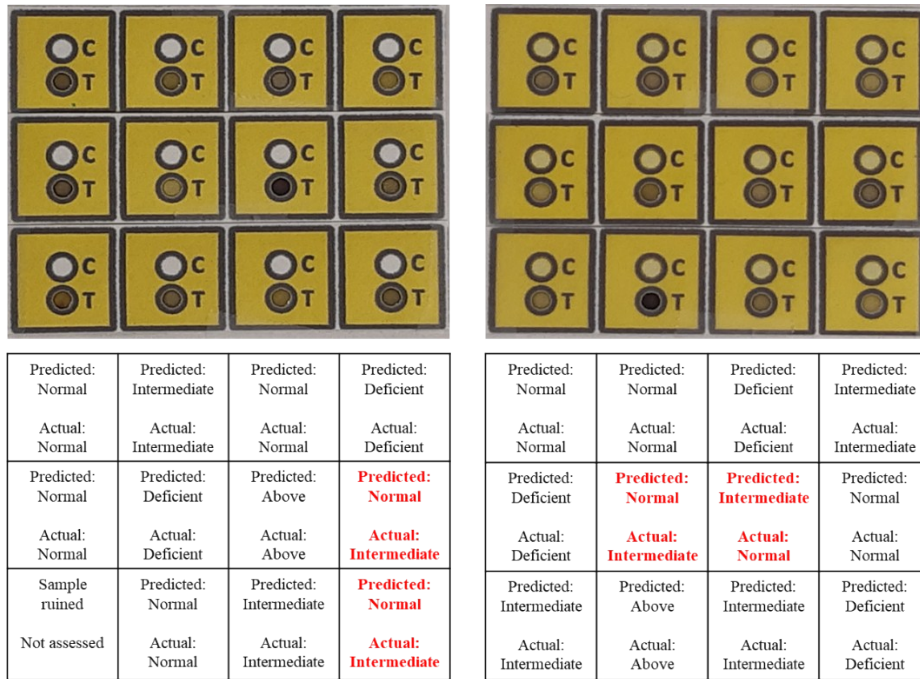 C C C C
T T T T
C C C C
T T T T
C C C C
T T T T
C C C C
T T T T
C C C C
T T T T
C C C C
T T T T
Predicted: Predicted: Predicted: Predicted:
Normal Intermediate Normal Deficient
Actual: Actual: Actual: Actual:
Normal Intermediate Normal Deficient
Predicted: Predicted: Predicted: Predicted:
Normal Deficient Above Normal
Actual: Actual: Actual: Actual:
Normal Deficient Above Intermediate
Sample Predicted: Predicted: Predicted:
ruined Normal Intermediate Normal
Not assessed Actual: Actual: Actual:
Normal Intermediate Intermediate
Predicted: Predicted: Predicted: Predicted:
Normal Normal Deficient Intermediate
Actual: Actual: Actual: Actual:
Normal Normal Deficient Intermediate
Predicted: Predicted: Predicted: Predicted:
Deficient Normal Intermediate Normal
Actual: Actual: Actual: Actual:
Deficient Intermediate Normal Normal
Predicted: Predicted: Predicted: Predicted:
Intermediate Above Intermediate Deficient
Actual: Actual: Actual: Actual:
Intermediate Above Intermediate Deficient